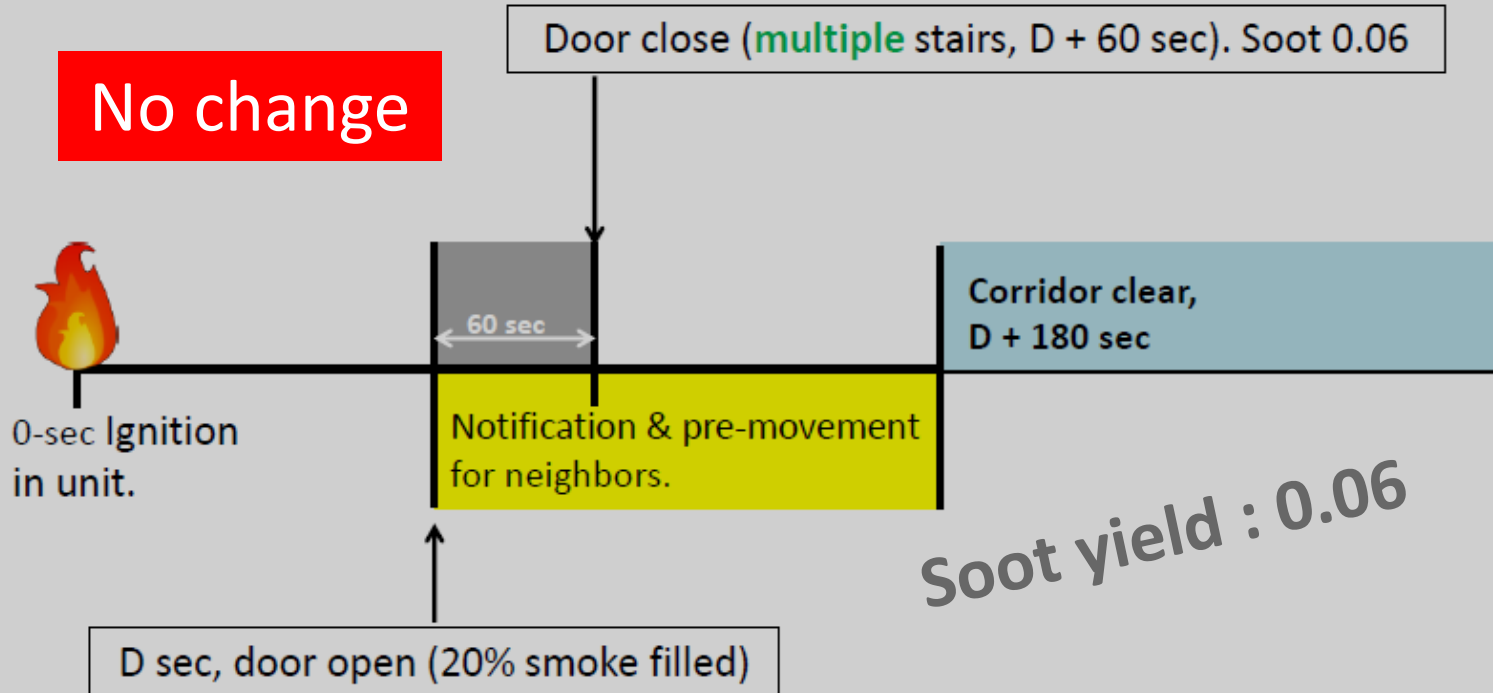 Door close (multiple stairs, D + 60 sec). Soot 0.06
No change
60 sec
Corridor clear,
D + 180 sec
0-sec Ignition
in unit.
Notification & pre-movement
for neighbors.
Soot yield : 0.06
D sec, door open (20% smoke filled)